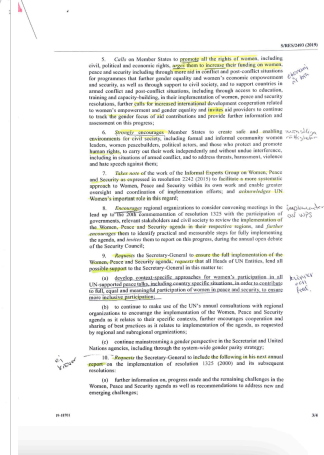 S/RES/2493 (2019)
5. Calls on Member States to promote all the rights of women, including
civil, political and economic rights, urges them to increase their funding on women,
peace and security including through more aid in conflict and post-conflict situations
for programmes that further gender equality and women's economic empowerment
and security, as well as through support to civil society, and to support countries in
armed conflict and post-conflict situations, including through access to education,
training and capacity-building, in their implementation of women, peace and security
resolutions, further calls for increased international development cooperation related
to women's empowerment and gender equality and invites aid providers to continue
to track the gender focus of aid contributions and provide further information and
assessment on this progress;
6. Strongly encourages Member States to create safe and enabling
environments for civil society, including formal and informal community women
leaders, women peacebuilders, political actors, and those who protect and promote
human rights, to carry out their work independently and without undue interference,
including in situations of armed conflict, and to address threats, harassment, violence
and hate speech against them;
7. Takes note of the work of the Informal Experts Group on Women, Peace
and Security as expressed in resolution 2242 (2015) to facilitate a more systematic
approach to Women, Peace and Security within its own work and enable greater
oversight and coordination of implementation efforts; and acknowledges UN
Women's important role in this regard;
8. Encourages regional organizations to consider convening meetings in the
lead up to the 20th commemoration of resolution 1325 with the participation of
governments, relevant stakeholders and civil society to review the implementation of
the Women, Peace and Security agenda in their respective regions, and further
encourages them to identify practical and measurable steps for fully implementing
the agenda, and invites them to report on this progress, during the annual open debate
of the Security Council;
9. Requests the Secretary-General to ensure the full implementation of the
Women, Peace and Security agenda, requests that all Heads of UN Entities, lend all
possible support to the Secretary-General in this matter to:
(a) develop context-specific approaches for women's participation in all
UN-supported peace talks, including country specific situations, in order to contribute
to full, equal and meaningful participation of women in peace and security, to ensure
more inclusive participation;
(b) to continue to make use of the UN's annual consultations with regional
organizations to encourage the implementation of the Women, Peace and Security
agenda as it relates to their specific contexts, further encourages cooperation and
sharing of best practices as it relates to implementation of the agenda, as requested
by regional and subregional organizations;
(c) continue mainstreaming a gender perspective in the Secretariat and United
Nations agencies, including through the system-wide gender parity strategy;
10. Requests the Secretary-General to include the following in his next annual
report on the implementation of resolution 1325 (2000) and its subsequent
resolutions:
(a) further information on, progress made and the remaining challenges in the
Women, Peace and Security agenda as well as recommendations to address new and
emerging challenges;
3/4